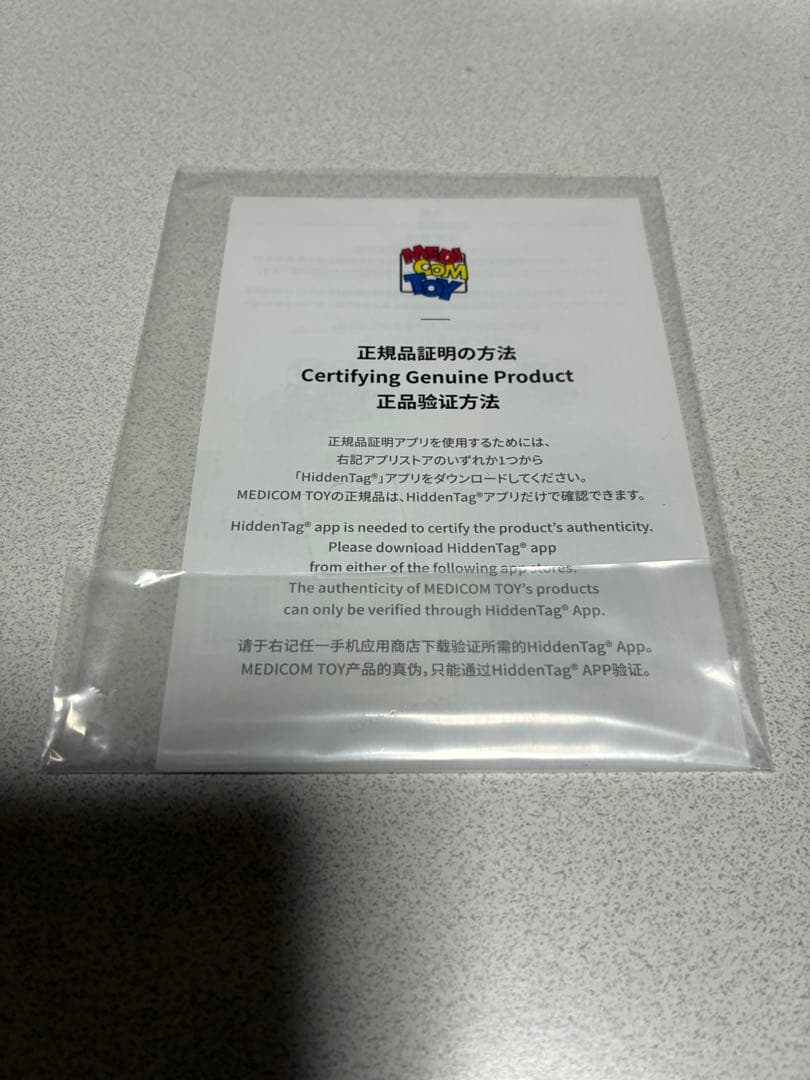 MEDI
COM
TOY
正規品証明の方法
Certifying Genuine Product
正品验证方法
正規品証明アプリを使用するためには、
右記アプリストアのいずれか1つから
「HiddenTag®」アプリをダウンロードしてください。
MEDICOM TOYの正規品は、HiddenTag®アプリだけで確認できます。
HiddenTag® app is needed to certify the product's authenticity.
Please download HiddenTag® app
from either of the following app stores.
The authenticity of MEDICOM TOY's products
can only be verified through HiddenTag® App.
请于右记任一手机应用商店下载验证所需的HiddenTag® App。
MEDICOM TOY产品的真伪，只能通过HiddenTag® APP验证。